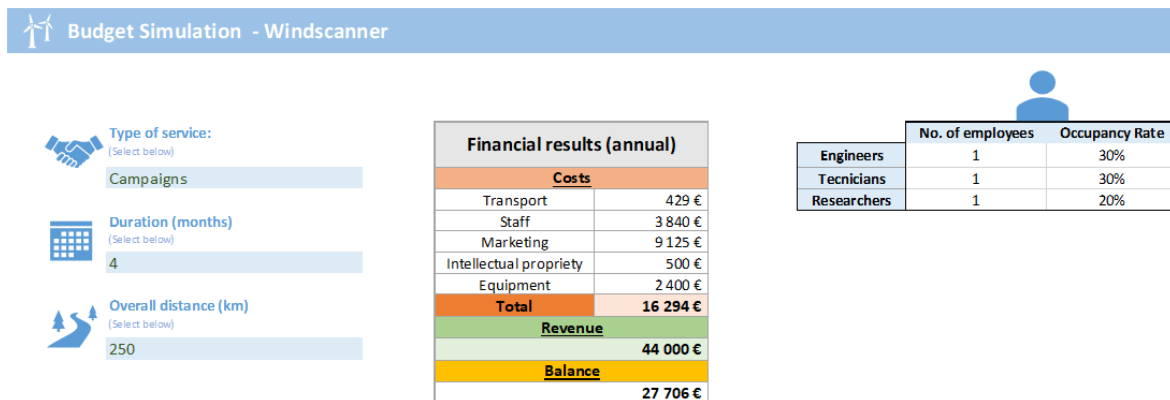 Budget Simulation - Windscanner
Type of service:
(Select below)
Campaigns
Duration (months)
(Select below)
4
Overall distance (km)
(Select below)
250
Financial results (annual)
Costs
Transport 429 €
Staff 3 840 €
Marketing 9 125 €
Intellectual propriety 500 €
Equipment 2 400 €
Total 16 294 €
Revenue
44 000 €
Balance
27 706 €
No. of employees Occupancy Rate
Engineers 1 30%
Tecnicians 1 30%
Researchers 1 20%